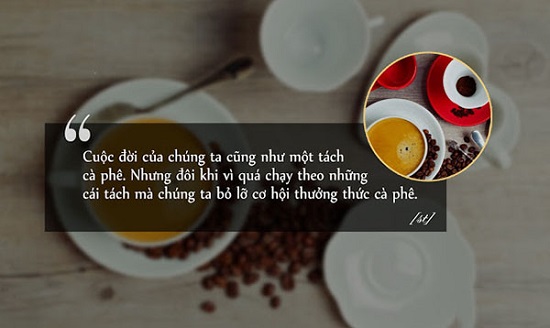 “
Cuộc đời của chúng ta cũng như một tách
cà phê. Nhưng đôi khi vì quá chạy theo những
cái tách mà chúng ta bỏ lỡ cơ hội thưởng thức cà phê.
[st]